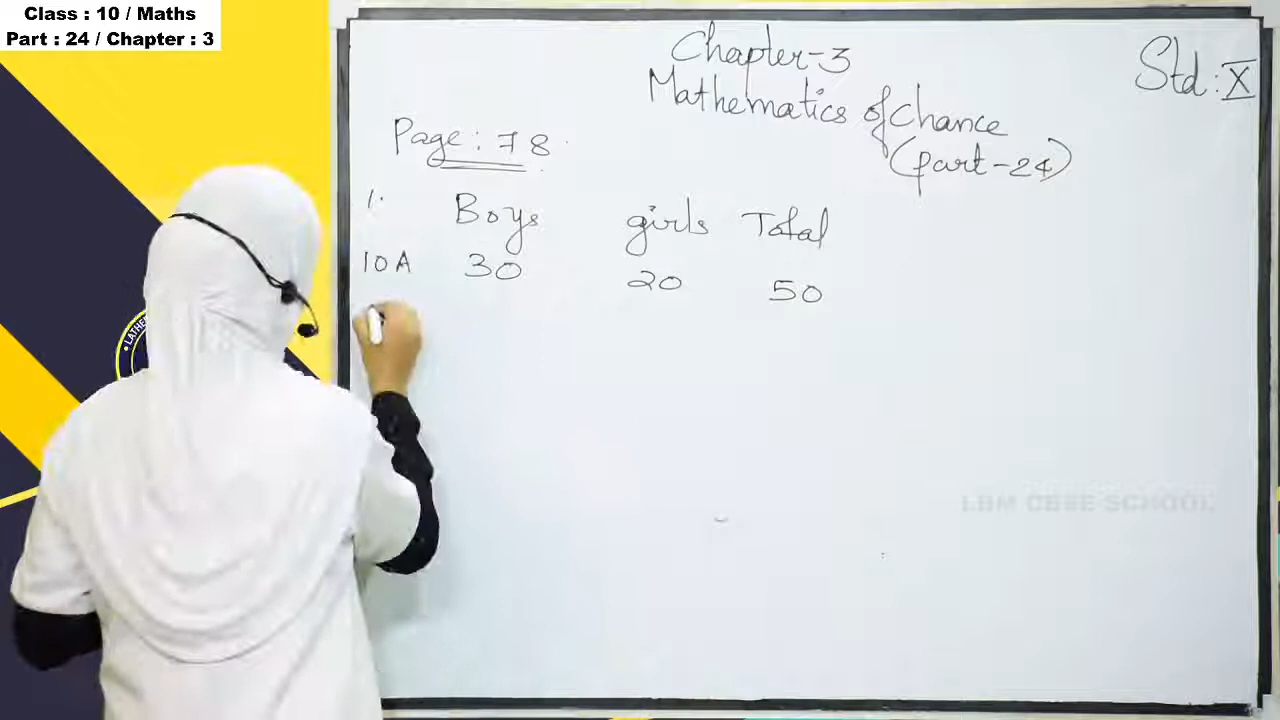 Class : 10 / Maths
Part : 24 / Chapter : 3
Chapter-3
Std : X
Mathematics of Chance
(part-24)
Page : 78
1. Boys girls Total
10 A 30 20 50
LBM CBSE SCHOOL